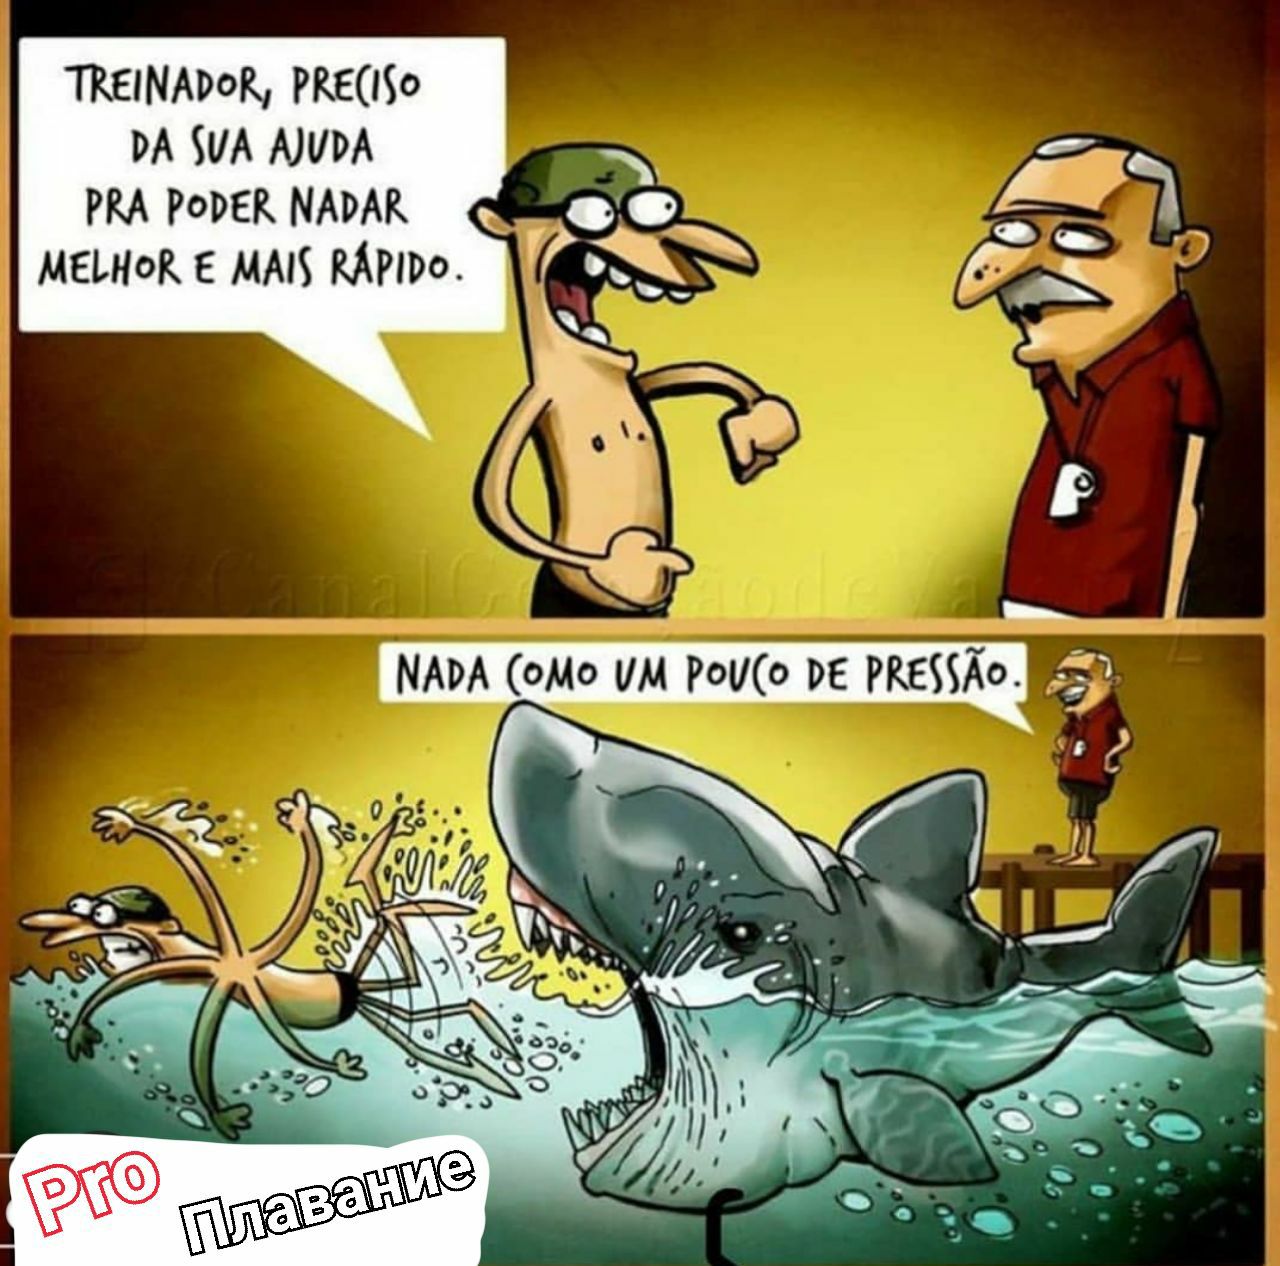 TREINADOR, PRECISO
DA SUA AJUDA
PRA PODER NADAR
MELHOR E MAIS RÁPIDO.
NADA COMO UM POUCO DE PRESSÃO.
Pro
Плавание